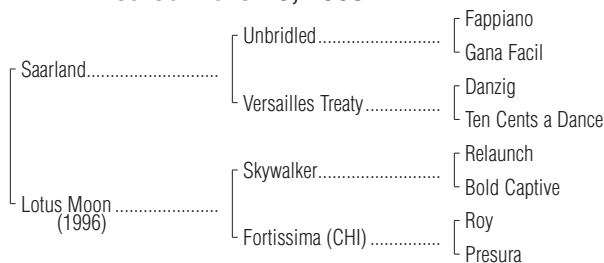 Unbridled
Fappiano
Gana Facil
Saarland
Versailles Treaty
Danzig
Ten Cents a Dance
Skywalker
Relaunch
Bold Captive
Lotus Moon
(1996)
Fortissima (CHI)
Roy
Presura